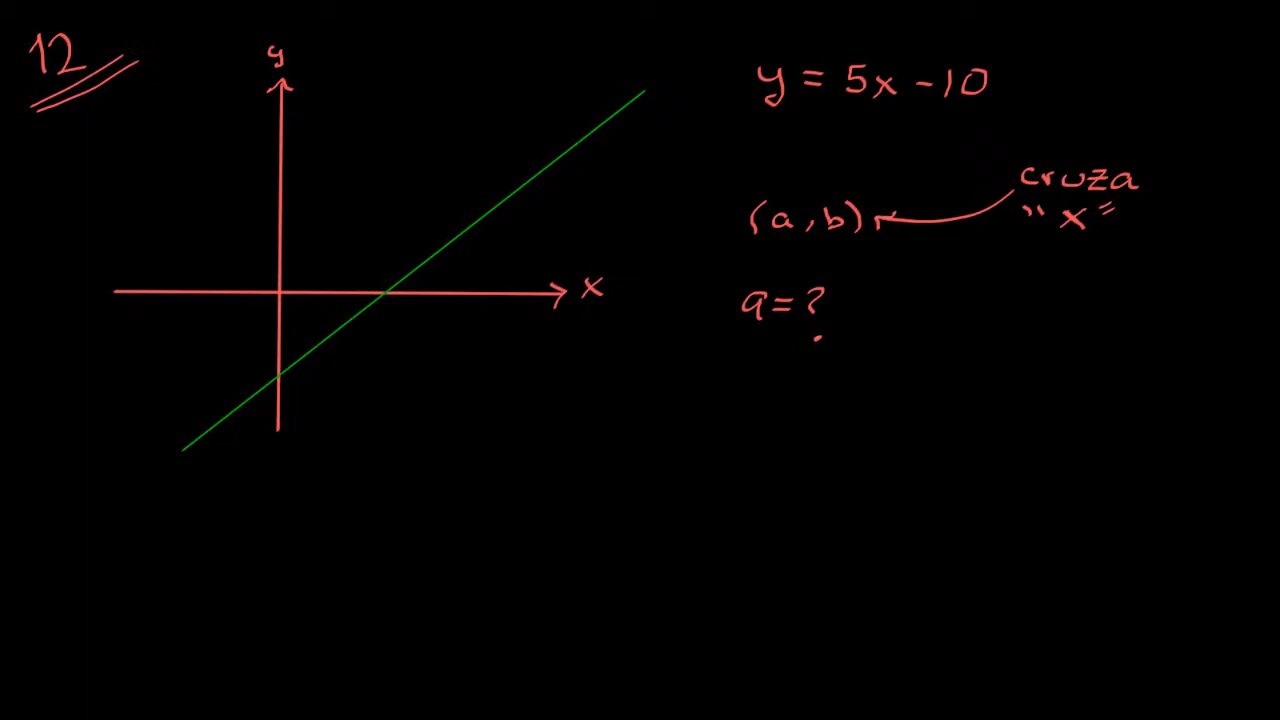 12
y
x
y = 5x - 10
cruza
(a, b)
"x"
a = ?